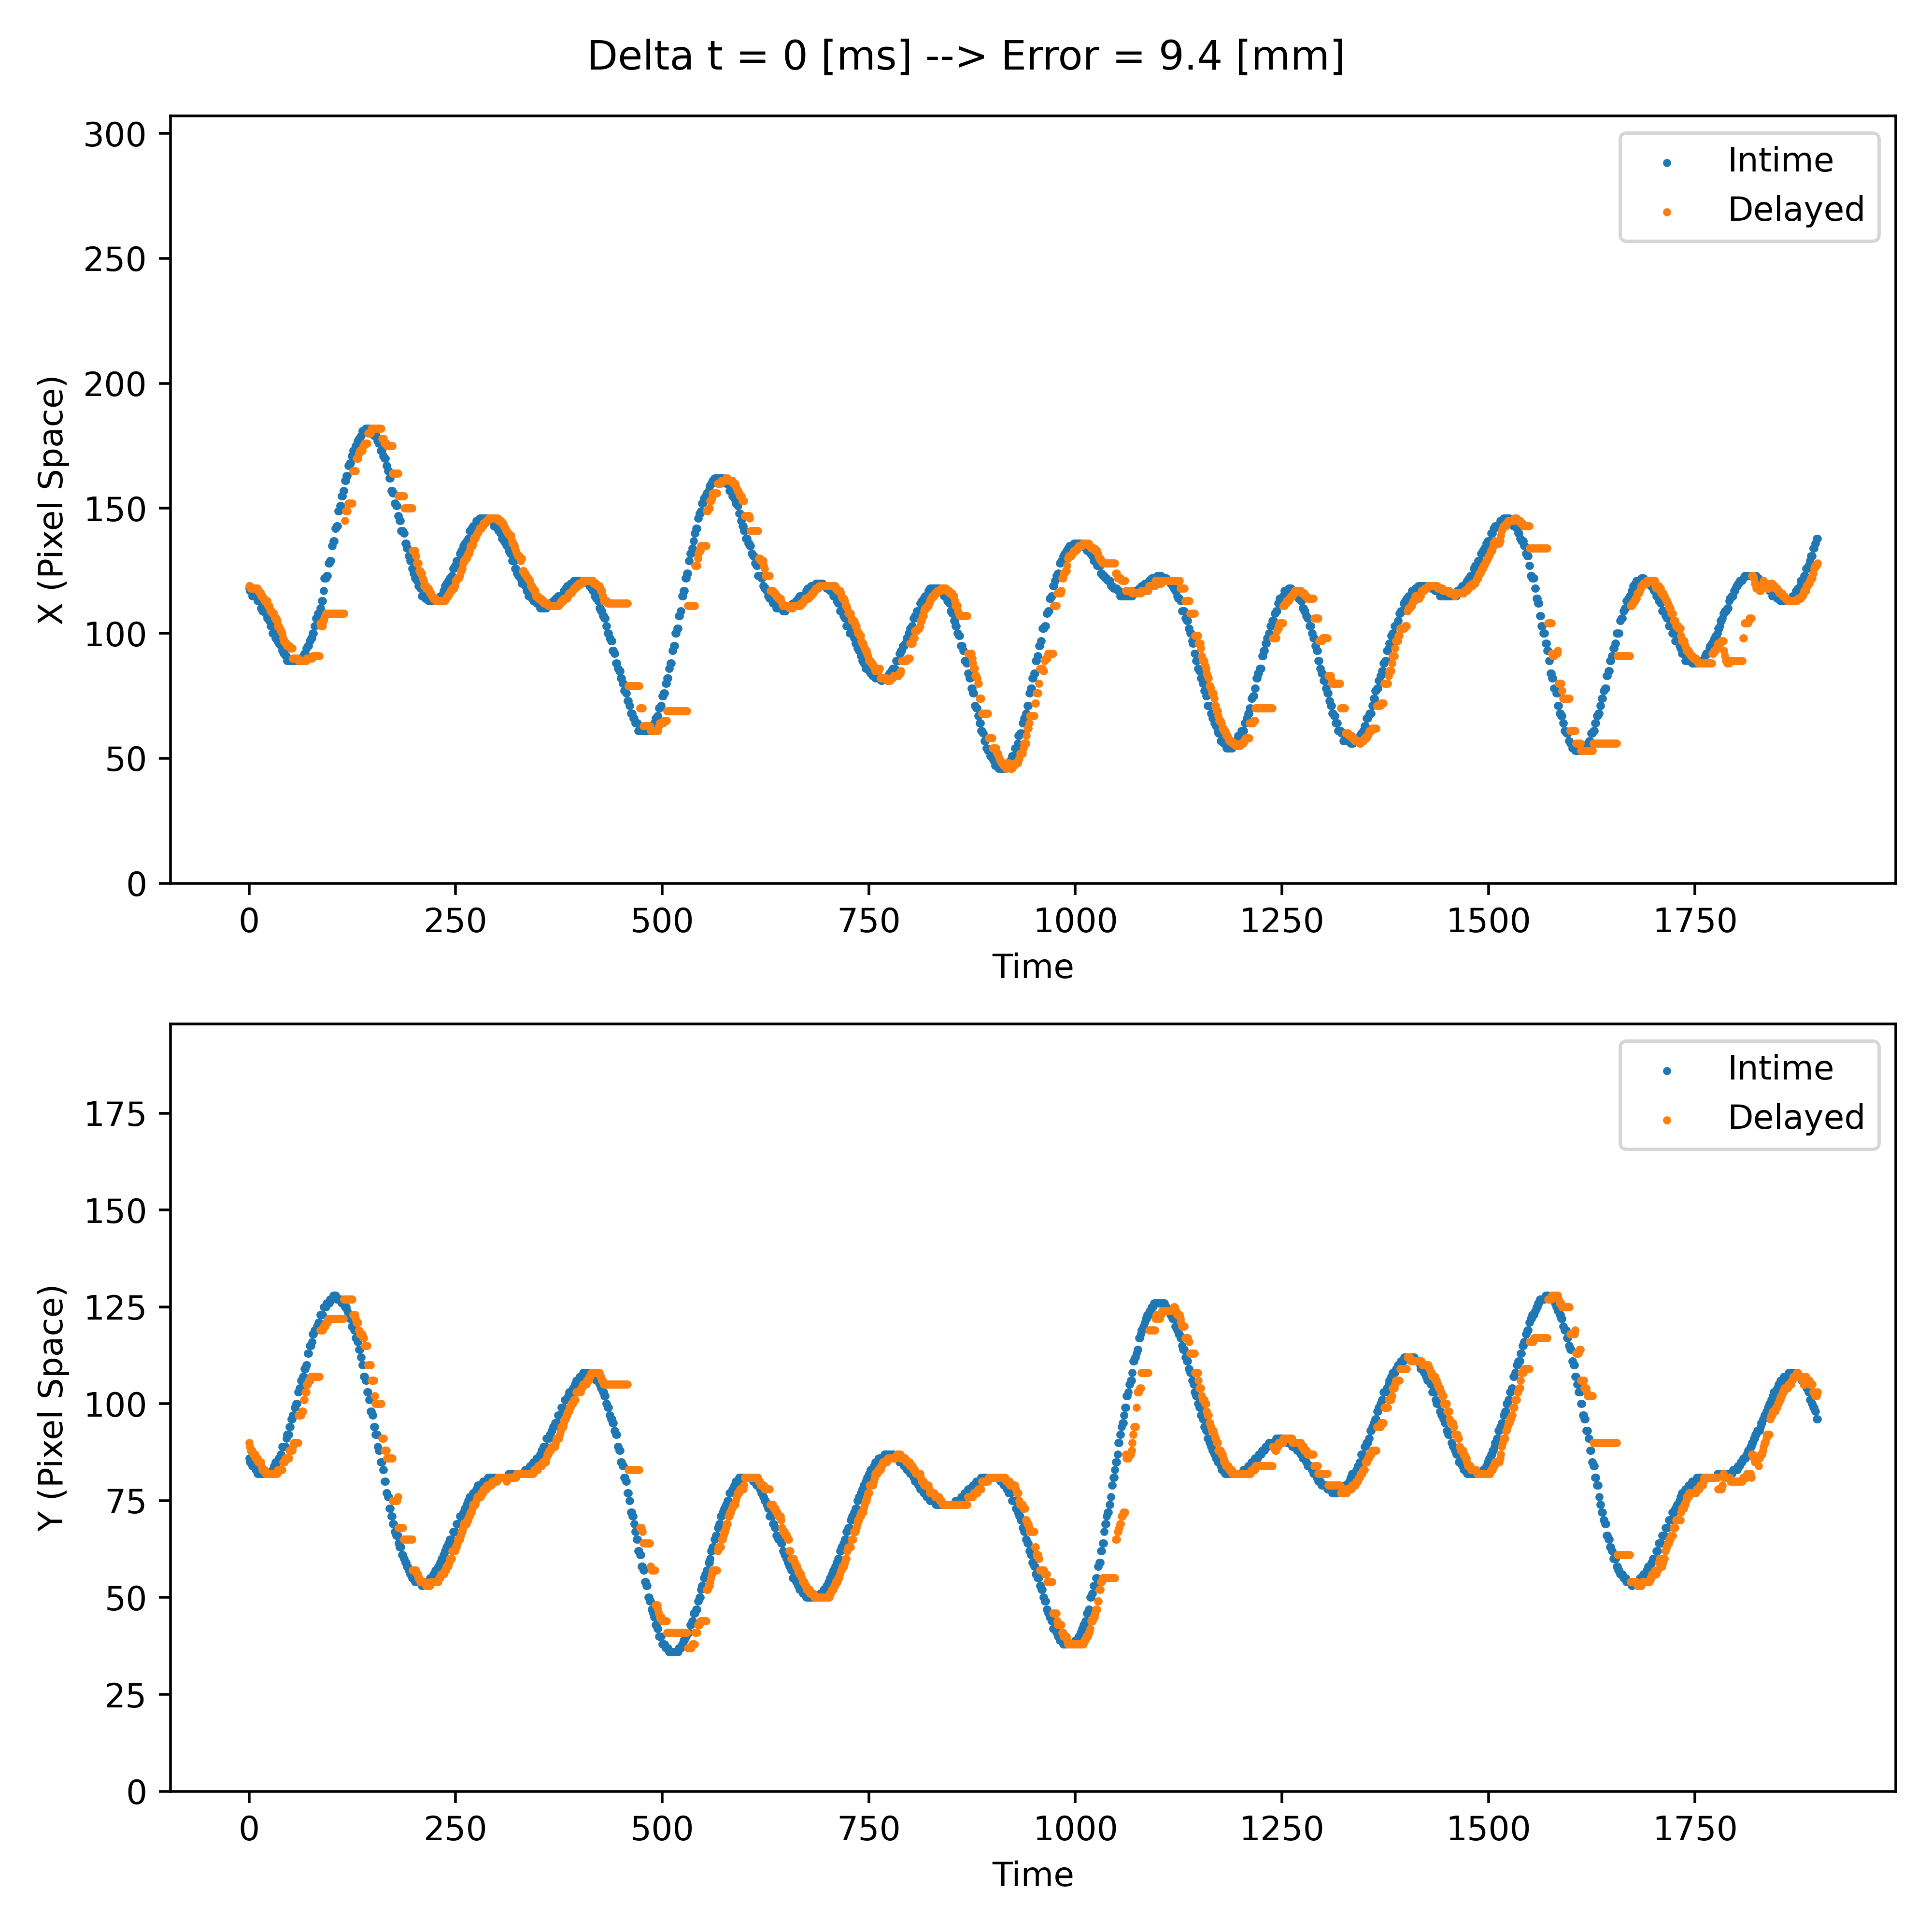 Delta t = 0 [ms] --> Error = 9.4 [mm]
300
250
200
150
100
50
0
X (Pixel Space)
Intime
Delayed
0 250 500 750 1000 1250 1500 1750
Time
175
150
125
100
75
50
25
0
Y (Pixel Space)
Intime
Delayed
0 250 500 750 1000 1250 1500 1750
Time